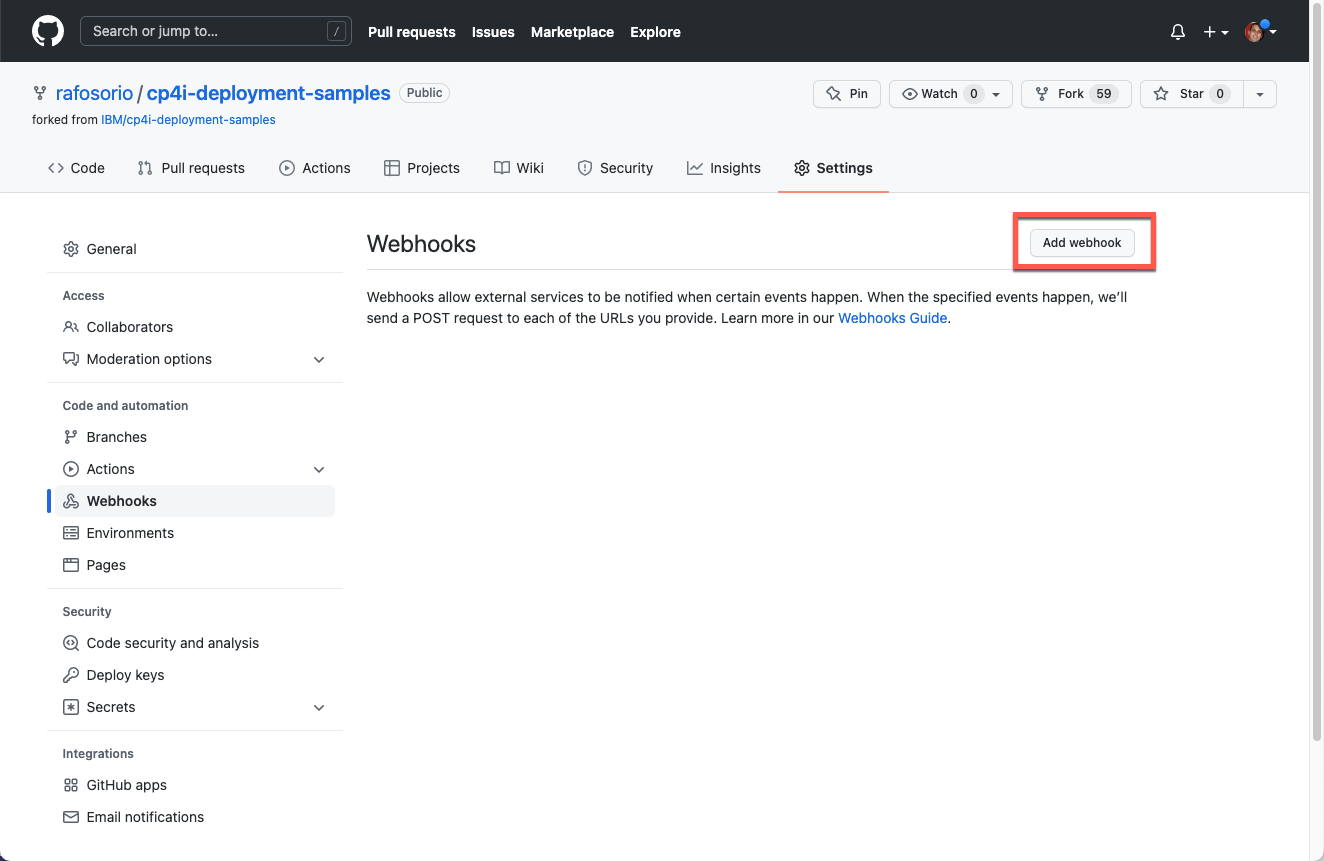 Search or jump to… /
Pull requests Issues Marketplace Explore
rafosorio / cp4i-deployment-samples Public
Pin Watch 0 Fork 59 Star 0
forked from IBM/cp4i-deployment-samples
Code Pull requests Actions Projects Wiki Security Insights Settings
General
Access
Collaborators
Moderation options
Code and automation
Branches
Actions
Webhooks
Environments
Pages
Security
Code security and analysis
Deploy keys
Secrets
Integrations
GitHub apps
Email notifications
Webhooks
Add webhook
Webhooks allow external services to be notified when certain events happen. When the specified events happen, we’ll
send a POST request to each of the URLs you provide. Learn more in our Webhooks Guide.